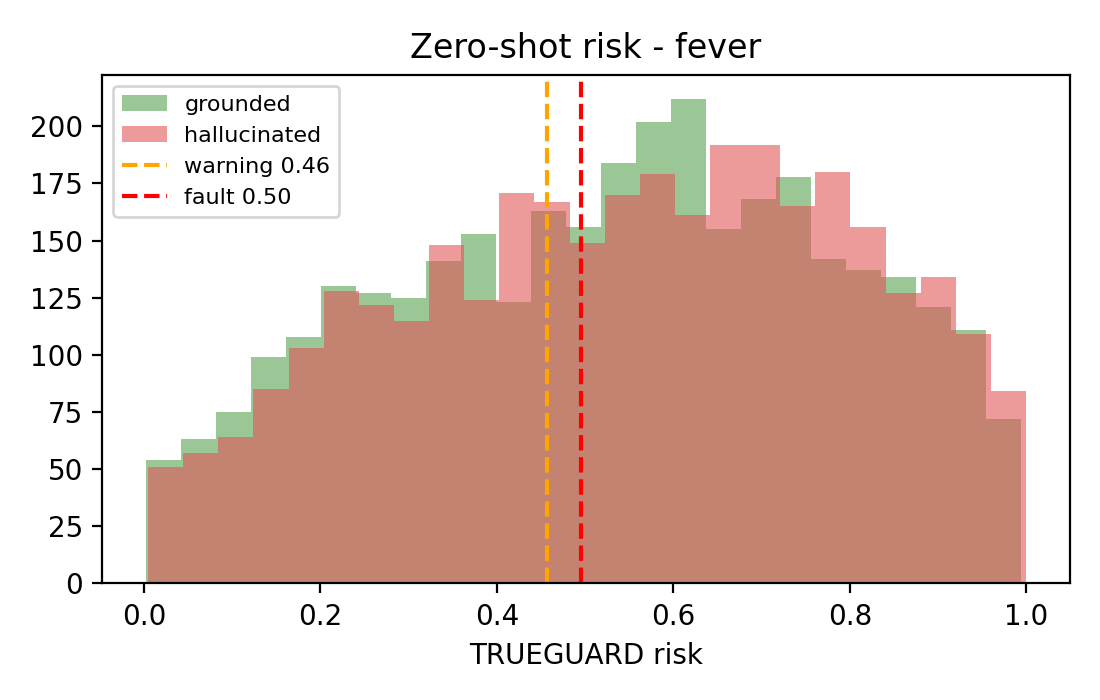 Zero-shot risk - fever
grounded
hallucinated
warning 0.46
fault 0.50
200
175
150
125
100
75
50
25
0
0.0 0.2 0.4 0.6 0.8 1.0
TRUEGUARD risk